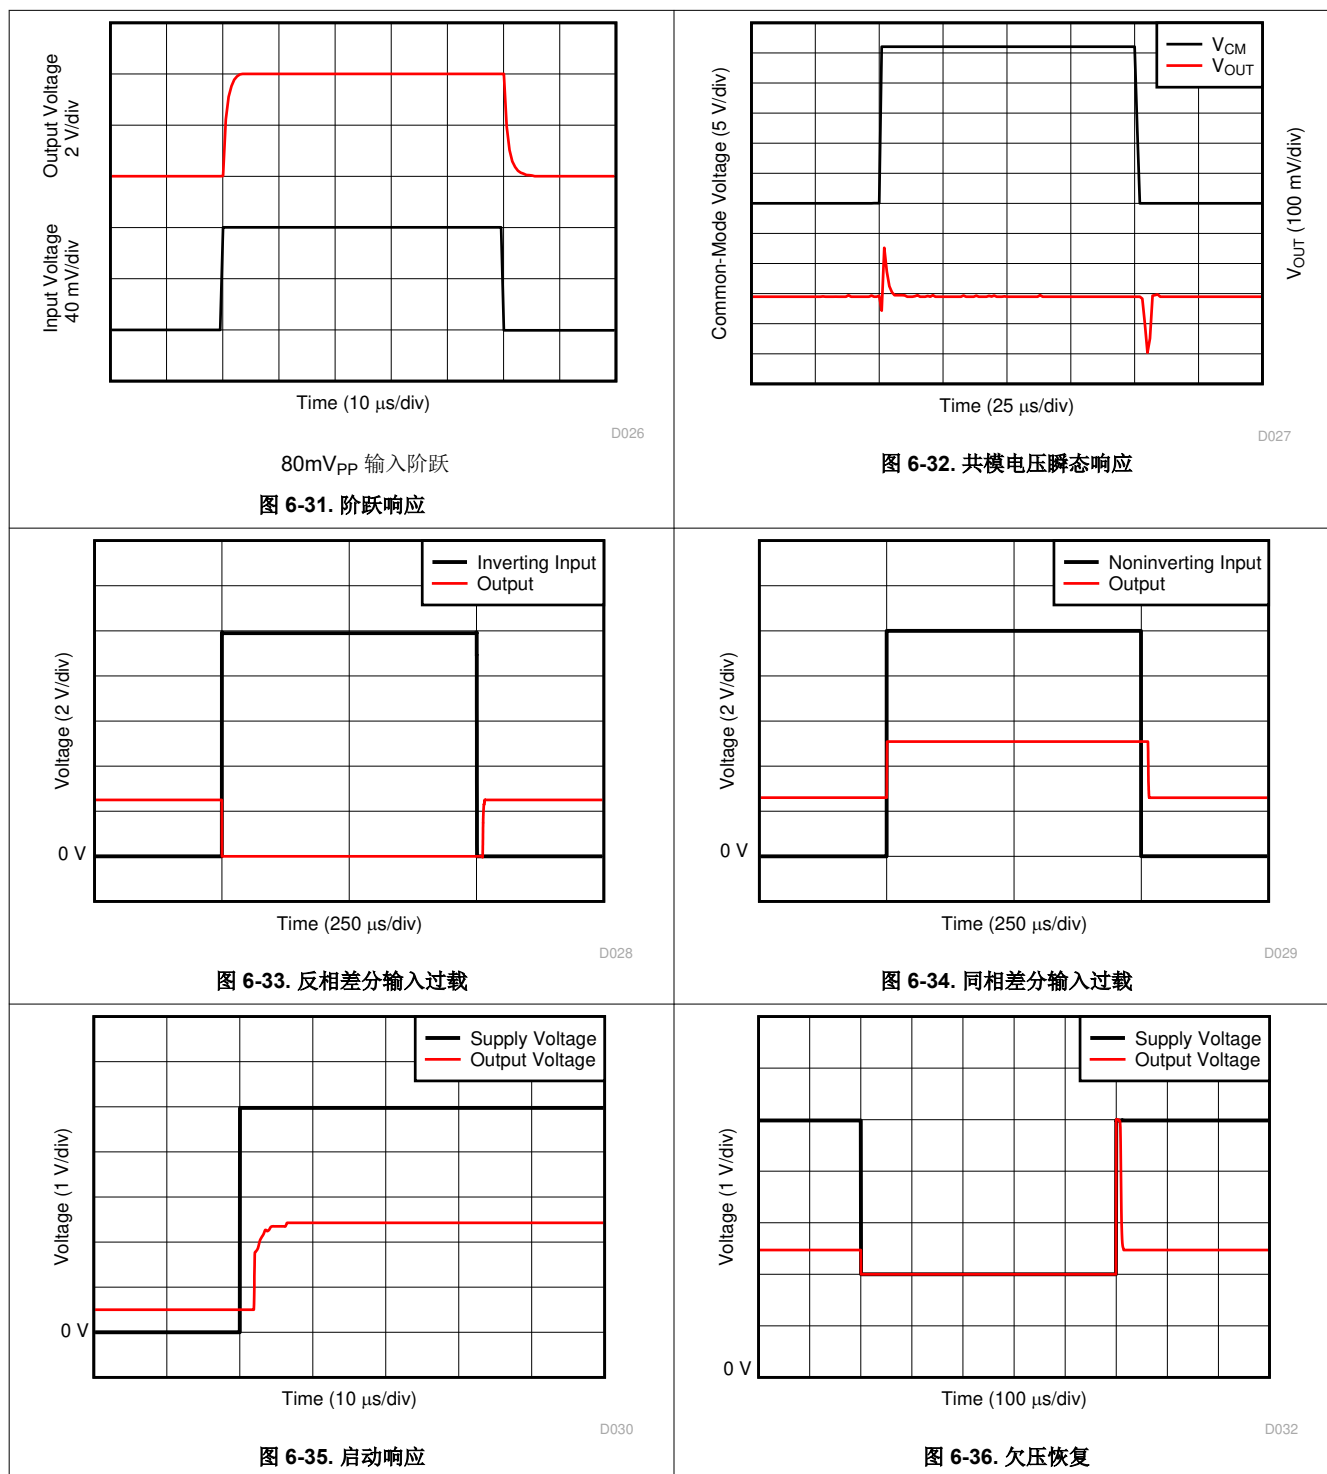 Output Voltage
2 V/div
Input Voltage
40 mV/div
Time (10 µs/div)
D026
80mVPP 输入阶跃
图 6-31. 阶跃响应
VCM
VOUT
Common-Mode Voltage (5 V/div)
VOUT (100 mV/div)
Time (25 µs/div)
D027
图 6-32. 共模电压瞬态响应
Inverting Input
Output
Voltage (2 V/div)
0 V
Time (250 µs/div)
D028
图 6-33. 反相差分输入过载
Noninverting Input
Output
Voltage (2 V/div)
0 V
Time (250 µs/div)
D029
图 6-34. 同相差分输入过载
Supply Voltage
Output Voltage
Voltage (1 V/div)
0 V
Time (10 µs/div)
D030
图 6-35. 启动响应
Supply Voltage
Output Voltage
Voltage (1 V/div)
0 V
Time (100 µs/div)
D032
图 6-36. 欠压恢复